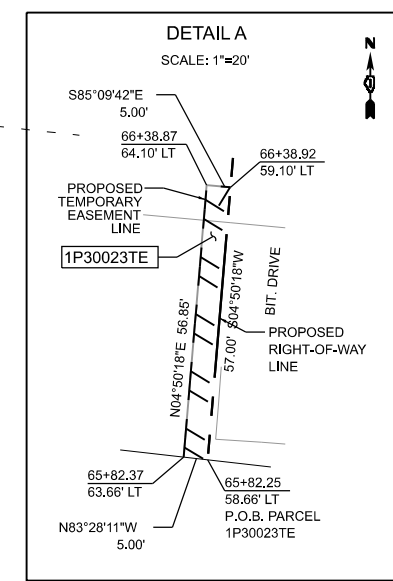 DETAIL A
SCALE: 1"=20'
N
S85°09'42"E
5.00'
66+38.87
64.10' LT
66+38.92
59.10' LT
PROPOSED
TEMPORARY
EASEMENT
LINE
1P30023TE
BIT. DRIVE
N04°50'18"E 56.85'
57.00' S04°50'18"W
PROPOSED
RIGHT-OF-WAY
LINE
65+82.37
63.66' LT
65+82.25
58.66' LT
P.O.B. PARCEL
1P30023TE
N83°28'11"W
5.00'